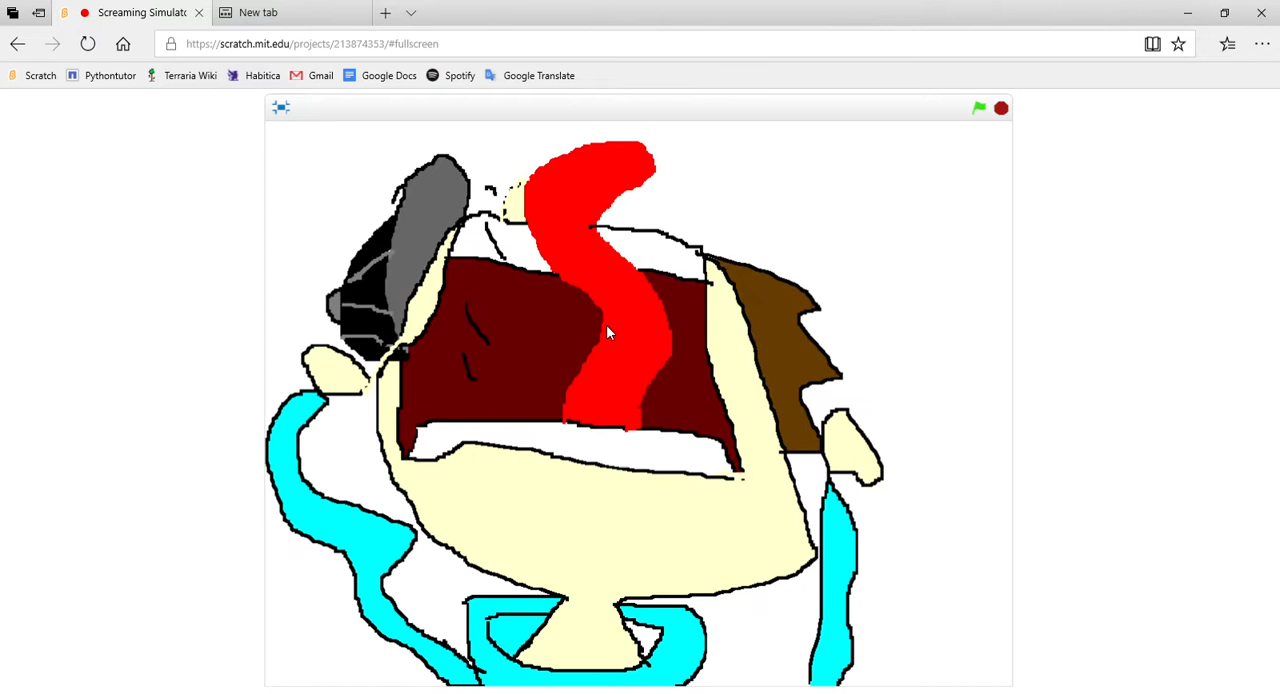 Screaming Simulato
New tab
https://scratch.mit.edu/projects/213874353/#fullscreen
Scratch Pythontutor Terraria Wiki Habitica Gmail Google Docs Spotify Google Translate